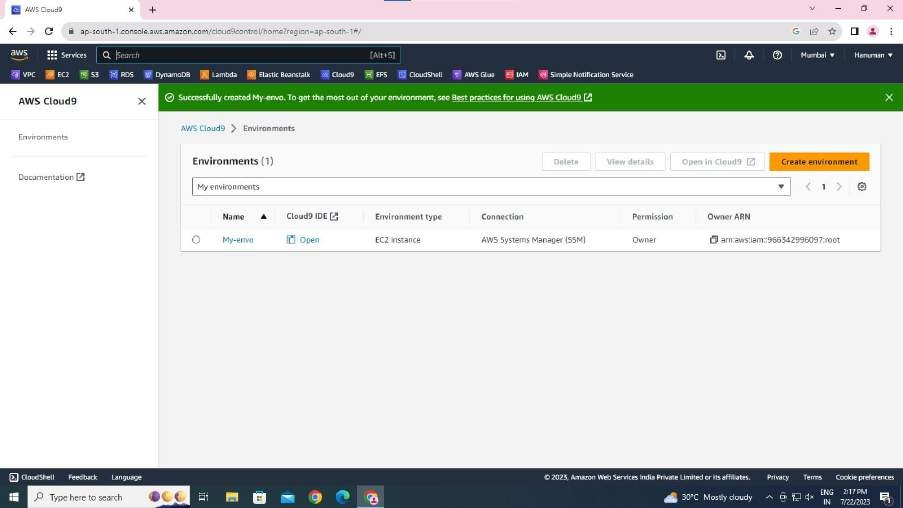 AWS Cloud9
ap-south-1.console.aws.amazon.com/cloud9control/home?region=ap-south-1#/
aws Services Search [Alt+S] Mumbai Hanuman
VPC EC2 S3 RDS DynamoDB Lambda Elastic Beanstalk Cloud9 EFS CloudShell AWS Glue IAM Simple Notification Service
AWS Cloud9
Environments
Documentation
Successfully created My-envo. To get the most out of your environment, see Best practices for using AWS Cloud9
AWS Cloud9 Environments
Environments (1) Delete View details Open in Cloud9 Create environment
My environments 1
Name Cloud9 IDE Environment type Connection Permission Owner ARN
My-envo Open EC2 instance AWS Systems Manager (SSM) Owner arn:aws:iam::966342996097:root
CloudShell Feedback Language © 2023, Amazon Web Services India Private Limited or its affiliates. Privacy Terms Cookie preferences
Type here to search 30°C Mostly cloudy ENG IN 2:17 PM 7/22/2023